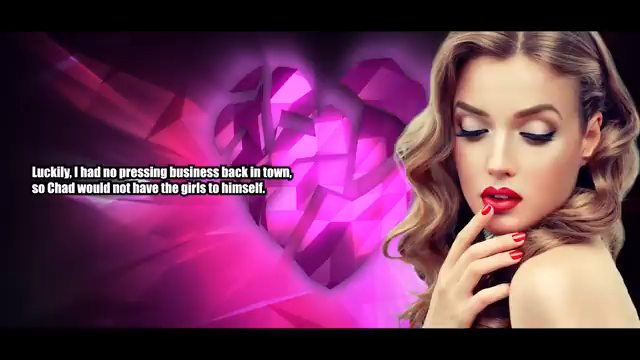 Luckily, I had no pressing business back in town,
so Chad would not have the girls to himself.